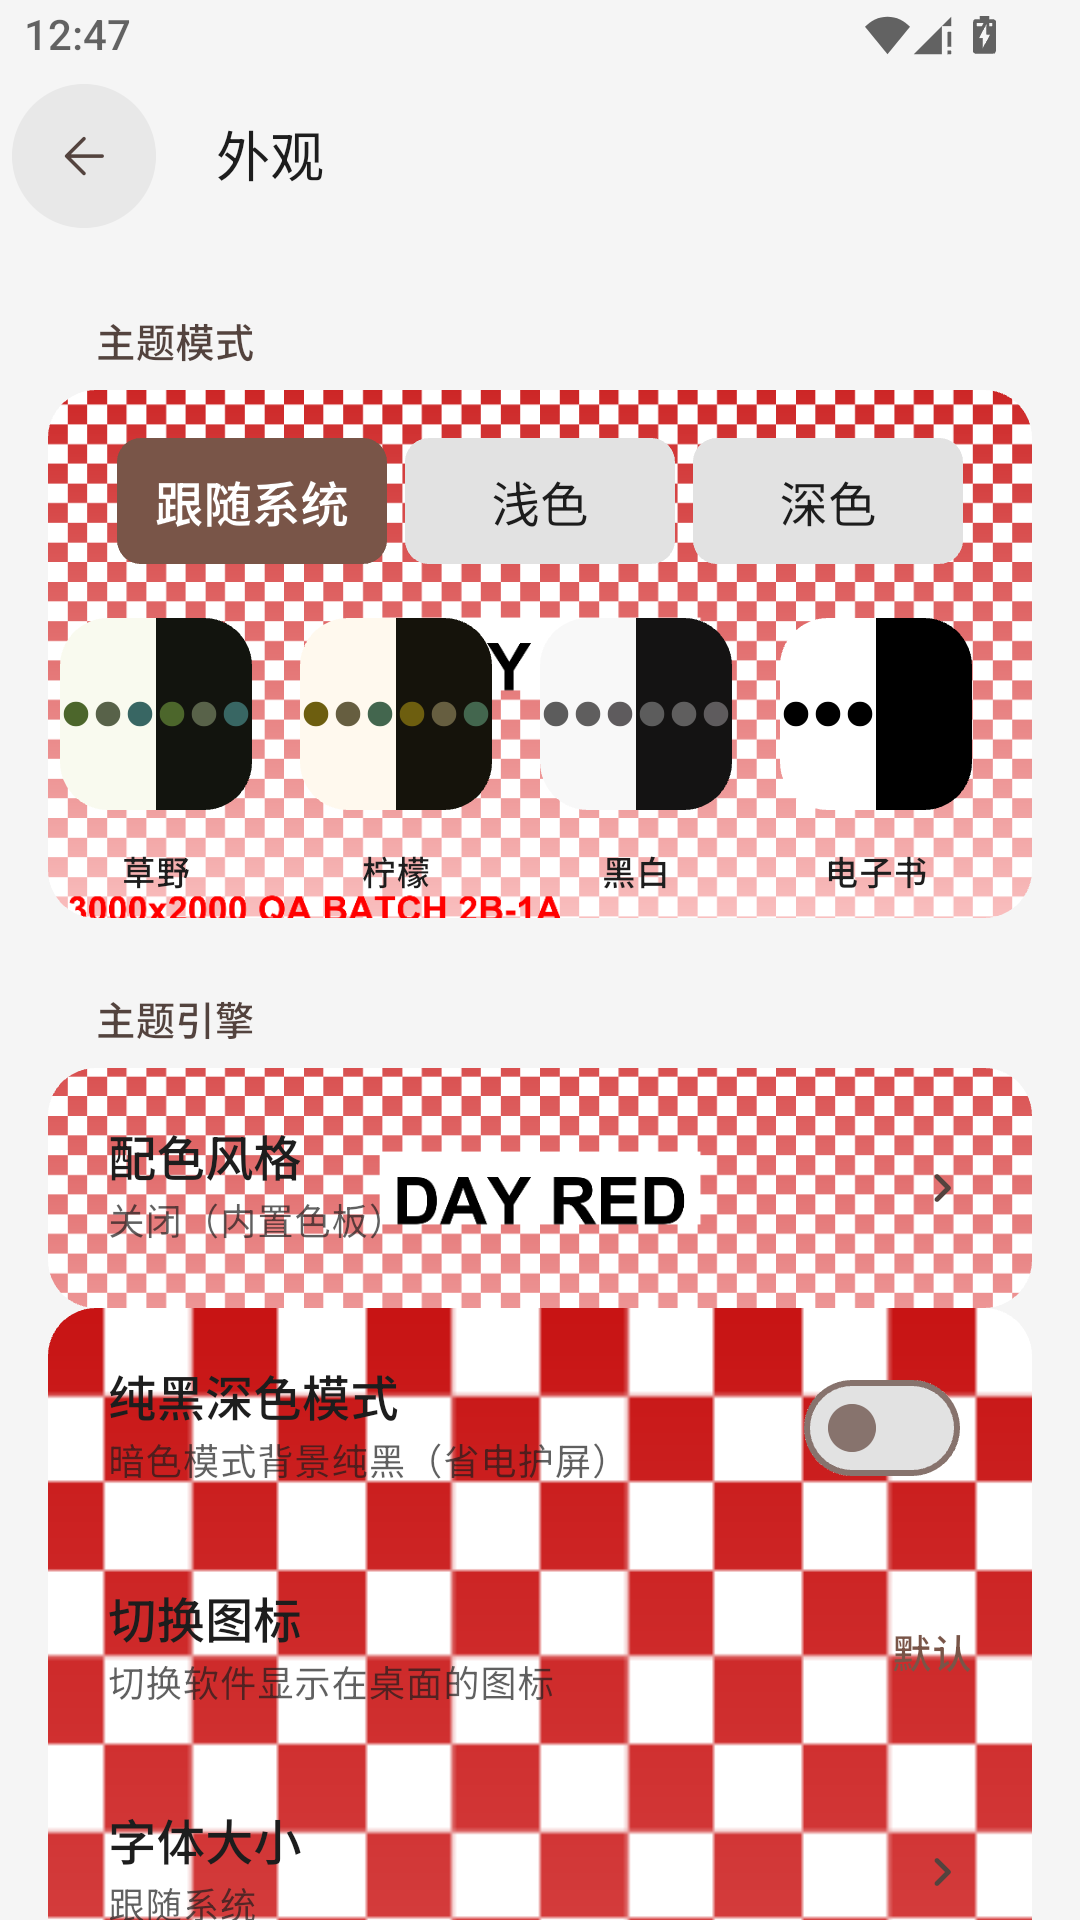 12:47
外观
主题模式
跟随系统
浅色
深色
Y
草野
柠檬
黑白
电子书
3000x2000 QA BATCH 2B-1A
主题引擎
配色风格
关闭（内置色板）
DAY RED
纯黑深色模式
暗色模式背景纯黑（省电护屏）
切换图标
切换软件显示在桌面的图标
默认
字体大小
跟随系统